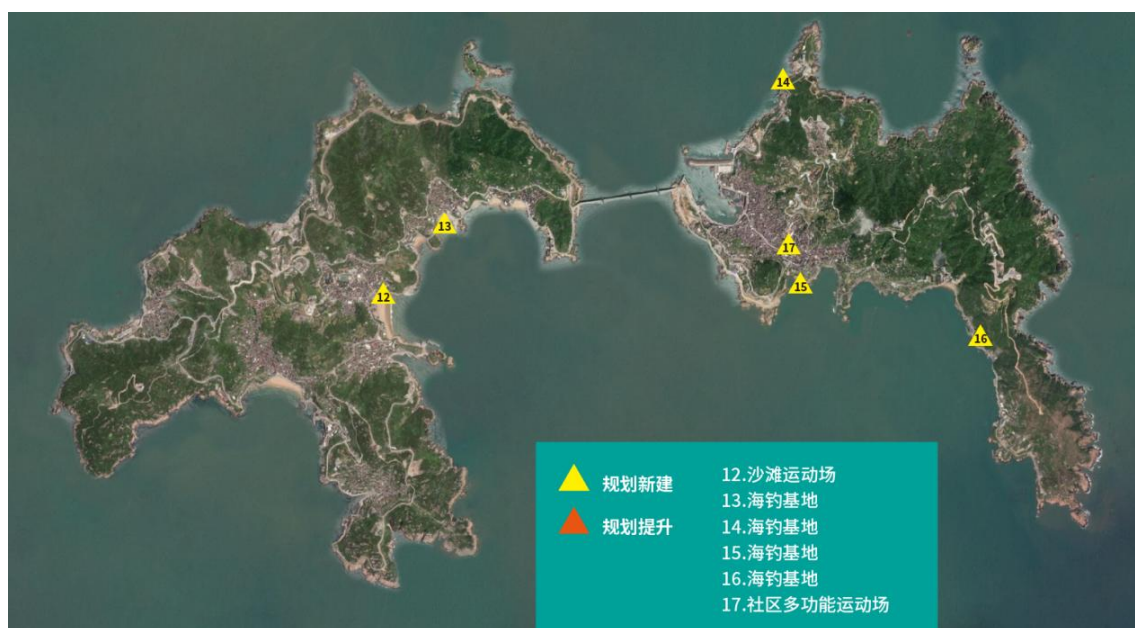 14
13
17
12
15
16
规划新建
规划提升
12.沙滩运动场
13.海钓基地
14.海钓基地
15.海钓基地
16.海钓基地
17.社区多功能运动场